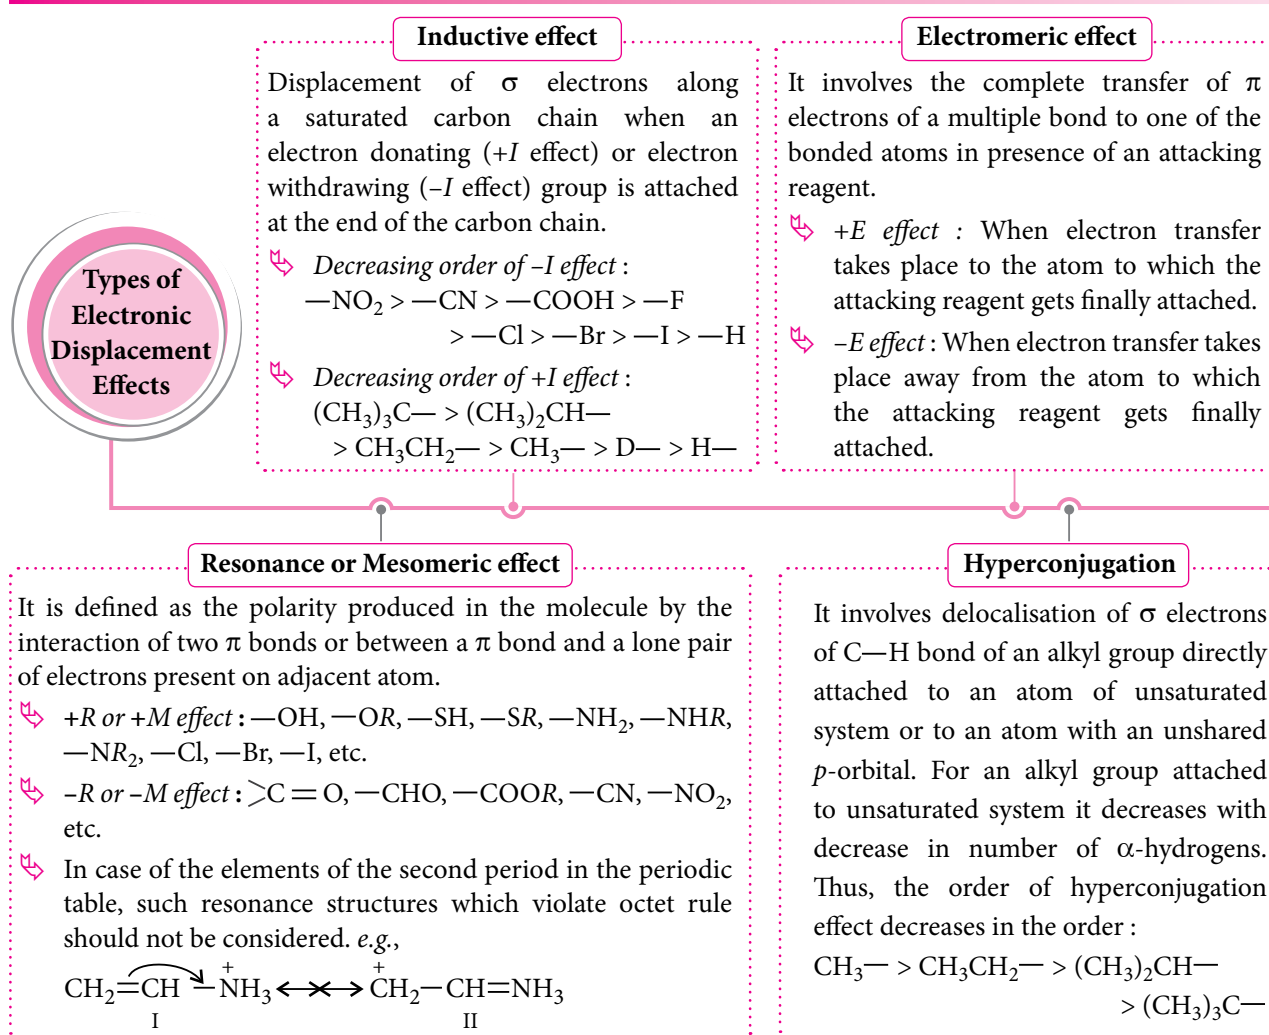 Types of
Electronic
Displacement
Effects
Inductive effect
Displacement of σ electrons along
a saturated carbon chain when an
electron donating (+I effect) or electron
withdrawing (–I effect) group is attached
at the end of the carbon chain.
Decreasing order of –I effect :
—NO₂ > —CN > —COOH > —F
> —Cl > —Br > —I > —H
Decreasing order of +I effect :
(CH₃)₃C— > (CH₃)₂CH—
> CH₃CH₂— > CH₃— > D— > H—
Electromeric effect
It involves the complete transfer of π
electrons of a multiple bond to one of the
bonded atoms in presence of an attacking
reagent.
+E effect : When electron transfer
takes place to the atom to which the
attacking reagent gets finally attached.
–E effect : When electron transfer takes
place away from the atom to which
the attacking reagent gets finally
attached.
Resonance or Mesomeric effect
It is defined as the polarity produced in the molecule by the
interaction of two π bonds or between a π bond and a lone pair
of electrons present on adjacent atom.
+R or +M effect : —OH, —OR, —SH, —SR, —NH₂, —NHR,
—NR₂, —Cl, —Br, —I, etc.
–R or –M effect : >C=O, —CHO, —COOR, —CN, —NO₂,
etc.
In case of the elements of the second period in the periodic
table, such resonance structures which violate octet rule
should not be considered. e.g.,
+ +
CH₂=CH—NH₃ ↔ CH₂—CH=NH₃
I II
Hyperconjugation
It involves delocalisation of σ electrons
of C—H bond of an alkyl group directly
attached to an atom of unsaturated
system or to an atom with an unshared
p-orbital. For an alkyl group attached
to unsaturated system it decreases with
decrease in number of α-hydrogens.
Thus, the order of hyperconjugation
effect decreases in the order :
CH₃— > CH₃CH₂— > (CH₃)₂CH—
> (CH₃)₃C—